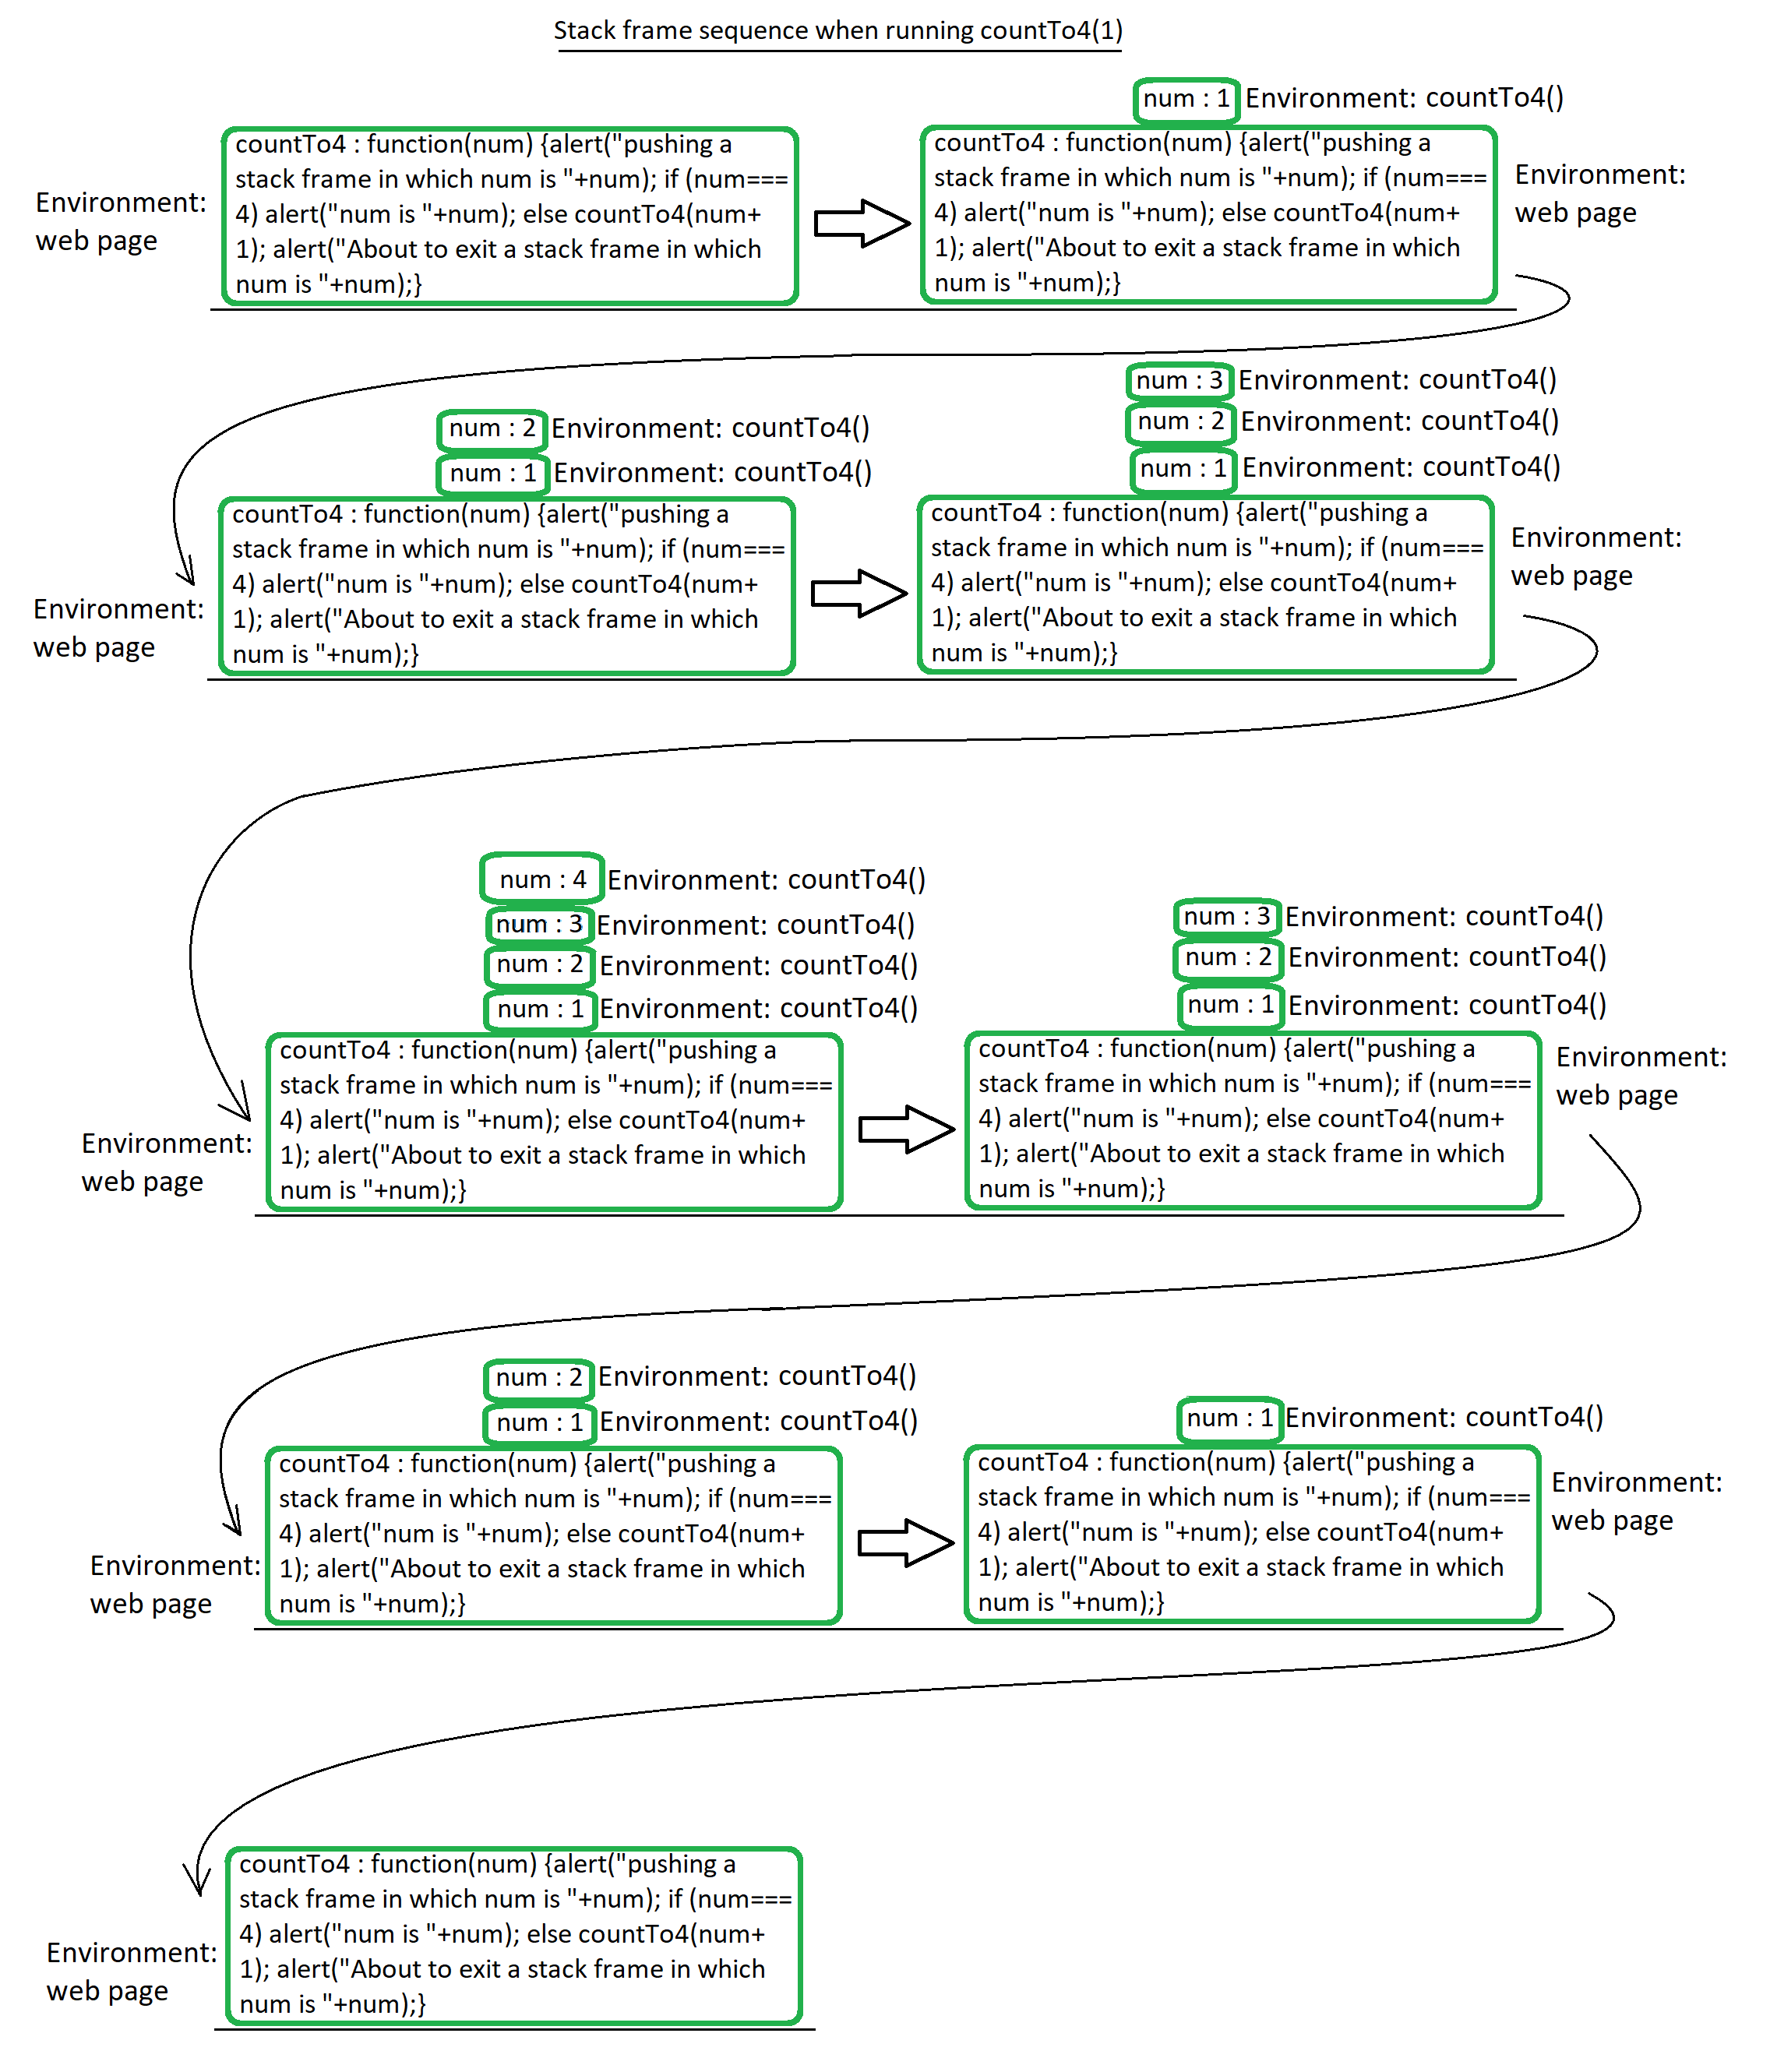 Stack frame sequence when running countTo4(1)
num : 1 Environment: countTo4()
Environment:
web page
countTo4 : function(num) {alert("pushing a
stack frame in which num is "+num); if (num===
4) alert("num is "+num); else countTo4(num+
1); alert("About to exit a stack frame in which
num is "+num);}
countTo4 : function(num) {alert("pushing a
stack frame in which num is "+num); if (num===
4) alert("num is "+num); else countTo4(num+
1); alert("About to exit a stack frame in which
num is "+num);}
Environment:
web page
num : 2 Environment: countTo4()
num : 1 Environment: countTo4()
Environment:
web page
countTo4 : function(num) {alert("pushing a
stack frame in which num is "+num); if (num===
4) alert("num is "+num); else countTo4(num+
1); alert("About to exit a stack frame in which
num is "+num);}
num : 3 Environment: countTo4()
num : 2 Environment: countTo4()
num : 1 Environment: countTo4()
countTo4 : function(num) {alert("pushing a
stack frame in which num is "+num); if (num===
4) alert("num is "+num); else countTo4(num+
1); alert("About to exit a stack frame in which
num is "+num);}
Environment:
web page
num : 4 Environment: countTo4()
num : 3 Environment: countTo4()
num : 2 Environment: countTo4()
num : 1 Environment: countTo4()
Environment:
web page
countTo4 : function(num) {alert("pushing a
stack frame in which num is "+num); if (num===
4) alert("num is "+num); else countTo4(num+
1); alert("About to exit a stack frame in which
num is "+num);}
num : 3 Environment: countTo4()
num : 2 Environment: countTo4()
num : 1 Environment: countTo4()
countTo4 : function(num) {alert("pushing a
stack frame in which num is "+num); if (num===
4) alert("num is "+num); else countTo4(num+
1); alert("About to exit a stack frame in which
num is "+num);}
Environment:
web page
num : 2 Environment: countTo4()
num : 1 Environment: countTo4()
Environment:
web page
countTo4 : function(num) {alert("pushing a
stack frame in which num is "+num); if (num===
4) alert("num is "+num); else countTo4(num+
1); alert("About to exit a stack frame in which
num is "+num);}
num : 1 Environment: countTo4()
countTo4 : function(num) {alert("pushing a
stack frame in which num is "+num); if (num===
4) alert("num is "+num); else countTo4(num+
1); alert("About to exit a stack frame in which
num is "+num);}
Environment:
web page
Environment:
web page
countTo4 : function(num) {alert("pushing a
stack frame in which num is "+num); if (num===
4) alert("num is "+num); else countTo4(num+
1); alert("About to exit a stack frame in which
num is "+num);}